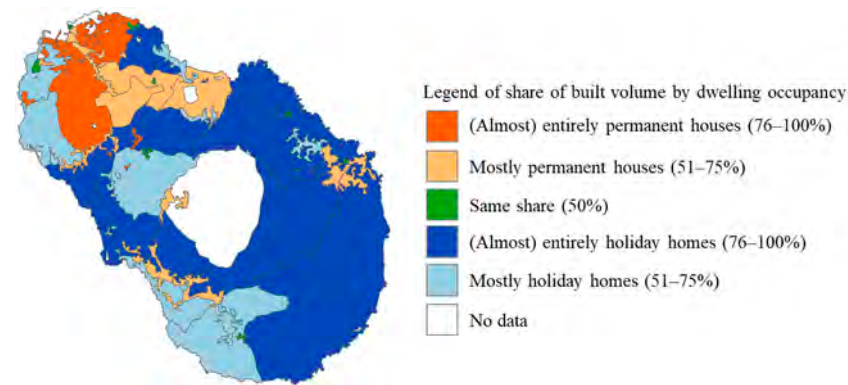 Legend of share of built volume by dwelling occupancy
(Almost) entirely permanent houses (76–100%)
Mostly permanent houses (51–75%)
Same share (50%)
(Almost) entirely holiday homes (76–100%)
Mostly holiday homes (51–75%)
No data